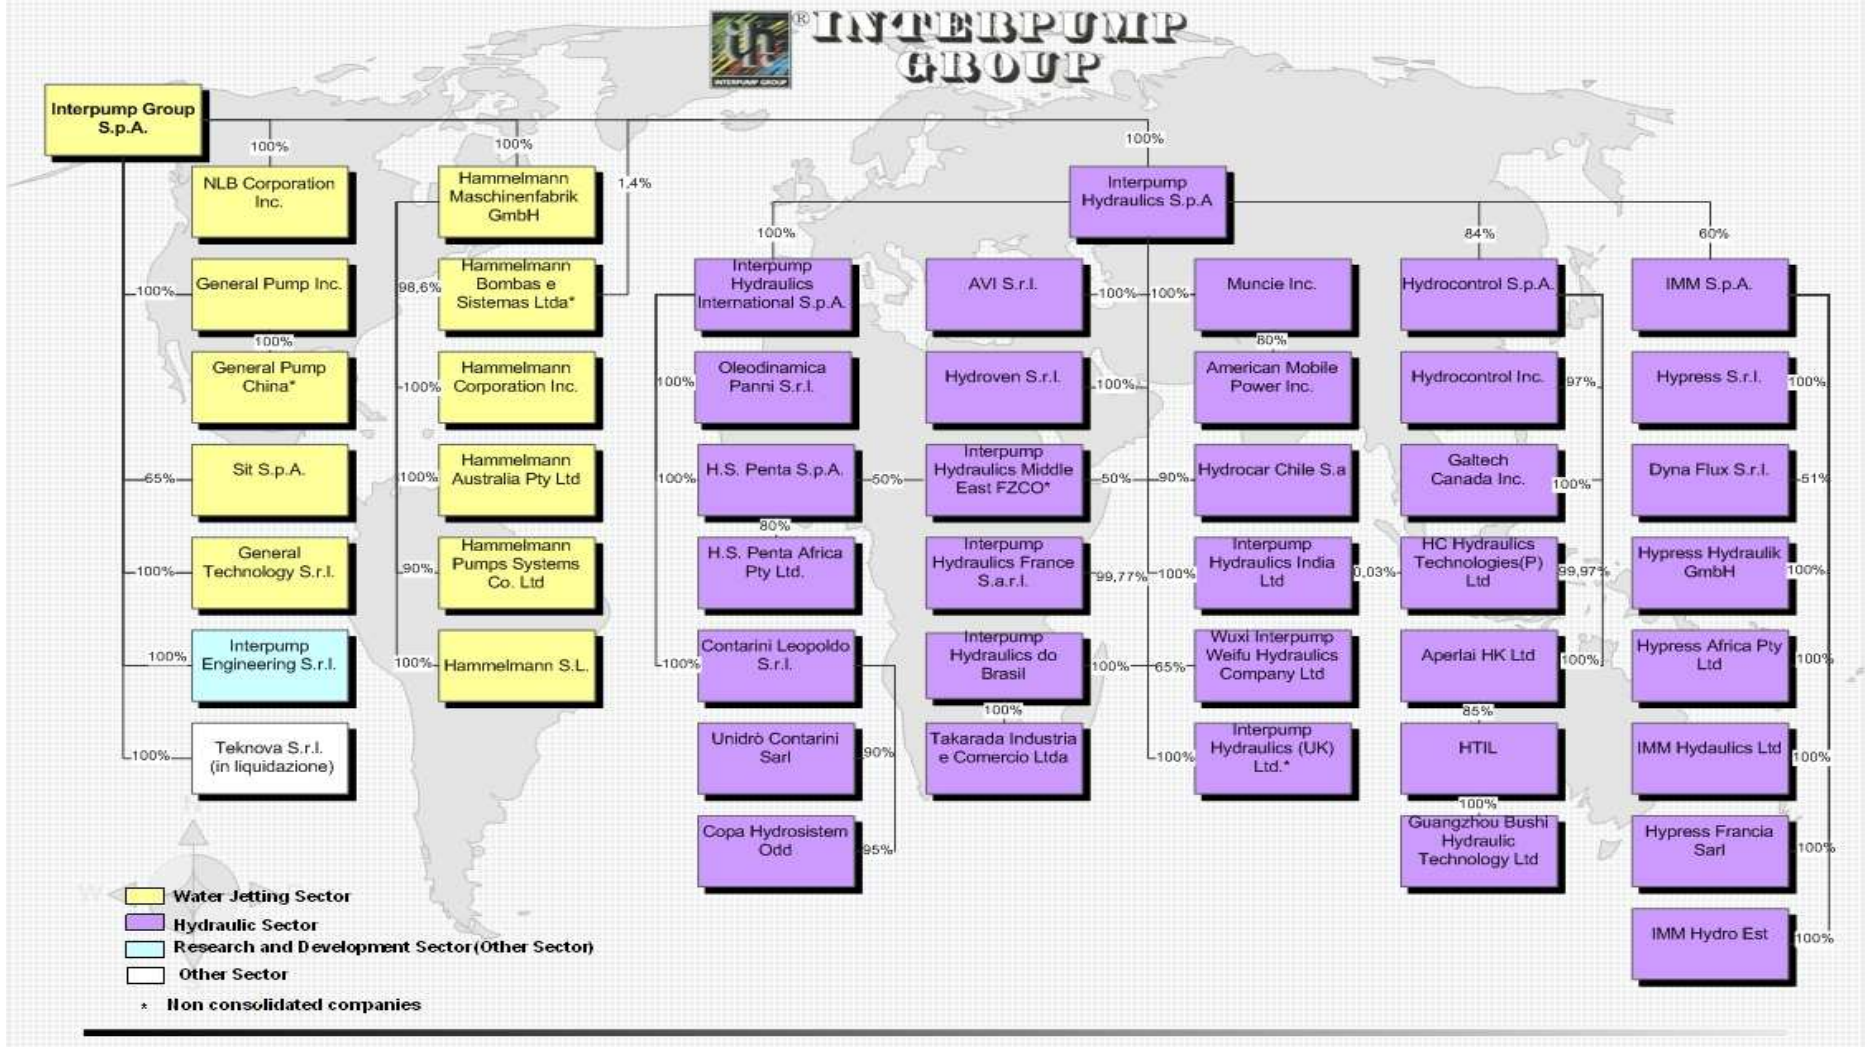 INTERPUMP GROUP
®
INTERPUMP
GROUP
Interpump Group
S.p.A.
100%
100%
1,4%
100%
NLB Corporation
Inc.
Hammelmann
Maschinenfabrik
GmbH
Interpump
Hydraulics S.p.A
100%
84%
60%
100%
General Pump Inc.
98,6%
Hammelmann
Bombas e
Sistemas Ltda*
Interpump
Hydraulics
International S.p.A.
AVI S.r.l.
100%
100%
Muncie Inc.
Hydrocontrol S.p.A.
IMM S.p.A.
100%
80%
General Pump
China*
100%
Hammelmann
Corporation Inc.
100%
Oleodinamica
Panni S.r.l.
Hydroven S.r.l.
100%
American Mobile
Power Inc.
Hydrocontrol Inc.
97%
Hypress S.r.l.
100%
65%
Sit S.p.A.
100%
Hammelmann
Australia Pty Ltd
100%
H.S. Penta S.p.A.
50%
Interpump
Hydraulics Middle
East FZCO*
50%
90%
Hydrocar Chile S.a
Galtech
Canada Inc.
100%
Dyna Flux S.r.l.
51%
80%
100%
General
Technology S.r.l.
90%
Hammelmann
Pumps Systems
Co. Ltd
H.S. Penta Africa
Pty Ltd.
Interpump
Hydraulics France
S.a.r.l.
99,77%
100%
Interpump
Hydraulics India
Ltd
0,03%
HC Hydraulics
Technologies(P)
Ltd
99,97%
Hypress Hydraulik
GmbH
100%
100%
Interpump
Engineering S.r.l.
100%
Hammelmann S.L.
100%
Contarini Leopoldo
S.r.l.
Interpump
Hydraulics do
Brasil
100%
65%
Wuxi Interpump
Weifu Hydraulics
Company Ltd
Aperlai HK Ltd
100%
Hypress Africa Pty
Ltd
100%
100%
85%
100%
Teknova S.r.l.
(in liquidazione)
Unidrò Contarini
Sarl
90%
Takarada Industria
e Comercio Ltda
100%
Interpump
Hydraulics (UK)
Ltd.*
HTIL
IMM Hydaulics Ltd
100%
100%
Copa Hydrosistem
Odd
95%
Guangzhou Bushi
Hydraulic
Technology Ltd
Hypress Francia
Sarl
100%
IMM Hydro Est
100%
W
Water Jetting Sector
Hydraulic Sector
Research and Development Sector(Other Sector)
Other Sector
* Non consolidated companies